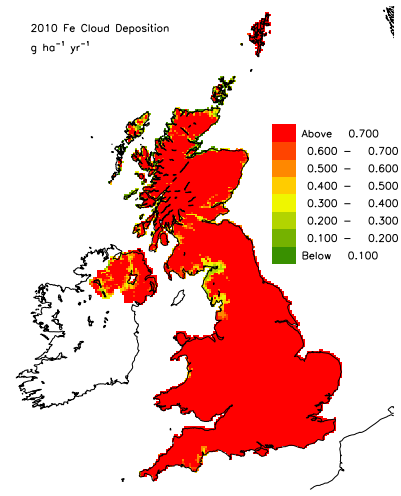 2010 Fe Cloud Deposition
g ha⁻¹ yr⁻¹
Above 0.700
0.600 – 0.700
0.500 – 0.600
0.400 – 0.500
0.300 – 0.400
0.200 – 0.300
0.100 – 0.200
Below 0.100